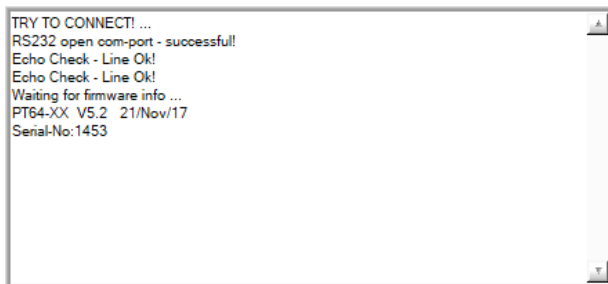 TRY TO CONNECT! ...
RS232 open com-port - successful!
Echo Check - Line Ok!
Echo Check - Line Ok!
Waiting for firmware info ...
PT64-XX  V5.2   21/Nov/17
Serial-No:1453